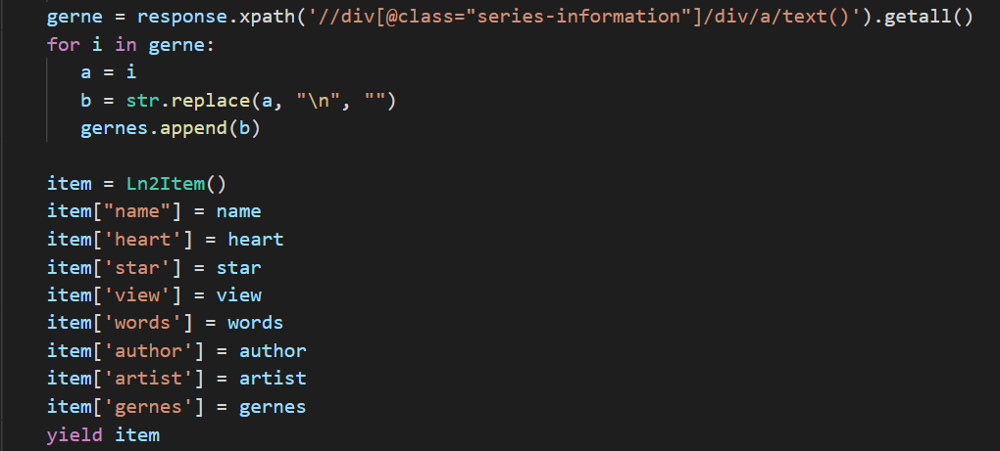 gerne = response.xpath('//div[@class="series-information"]/div/a/text()').getall()
for i in gerne:
   a = i
   b = str.replace(a, "\n", "")
   gernes.append(b)

item = Ln2Item()
item["name"] = name
item['heart'] = heart
item['star'] = star
item['view'] = view
item['words'] = words
item['author'] = author
item['artist'] = artist
item['gernes'] = gernes
yield item